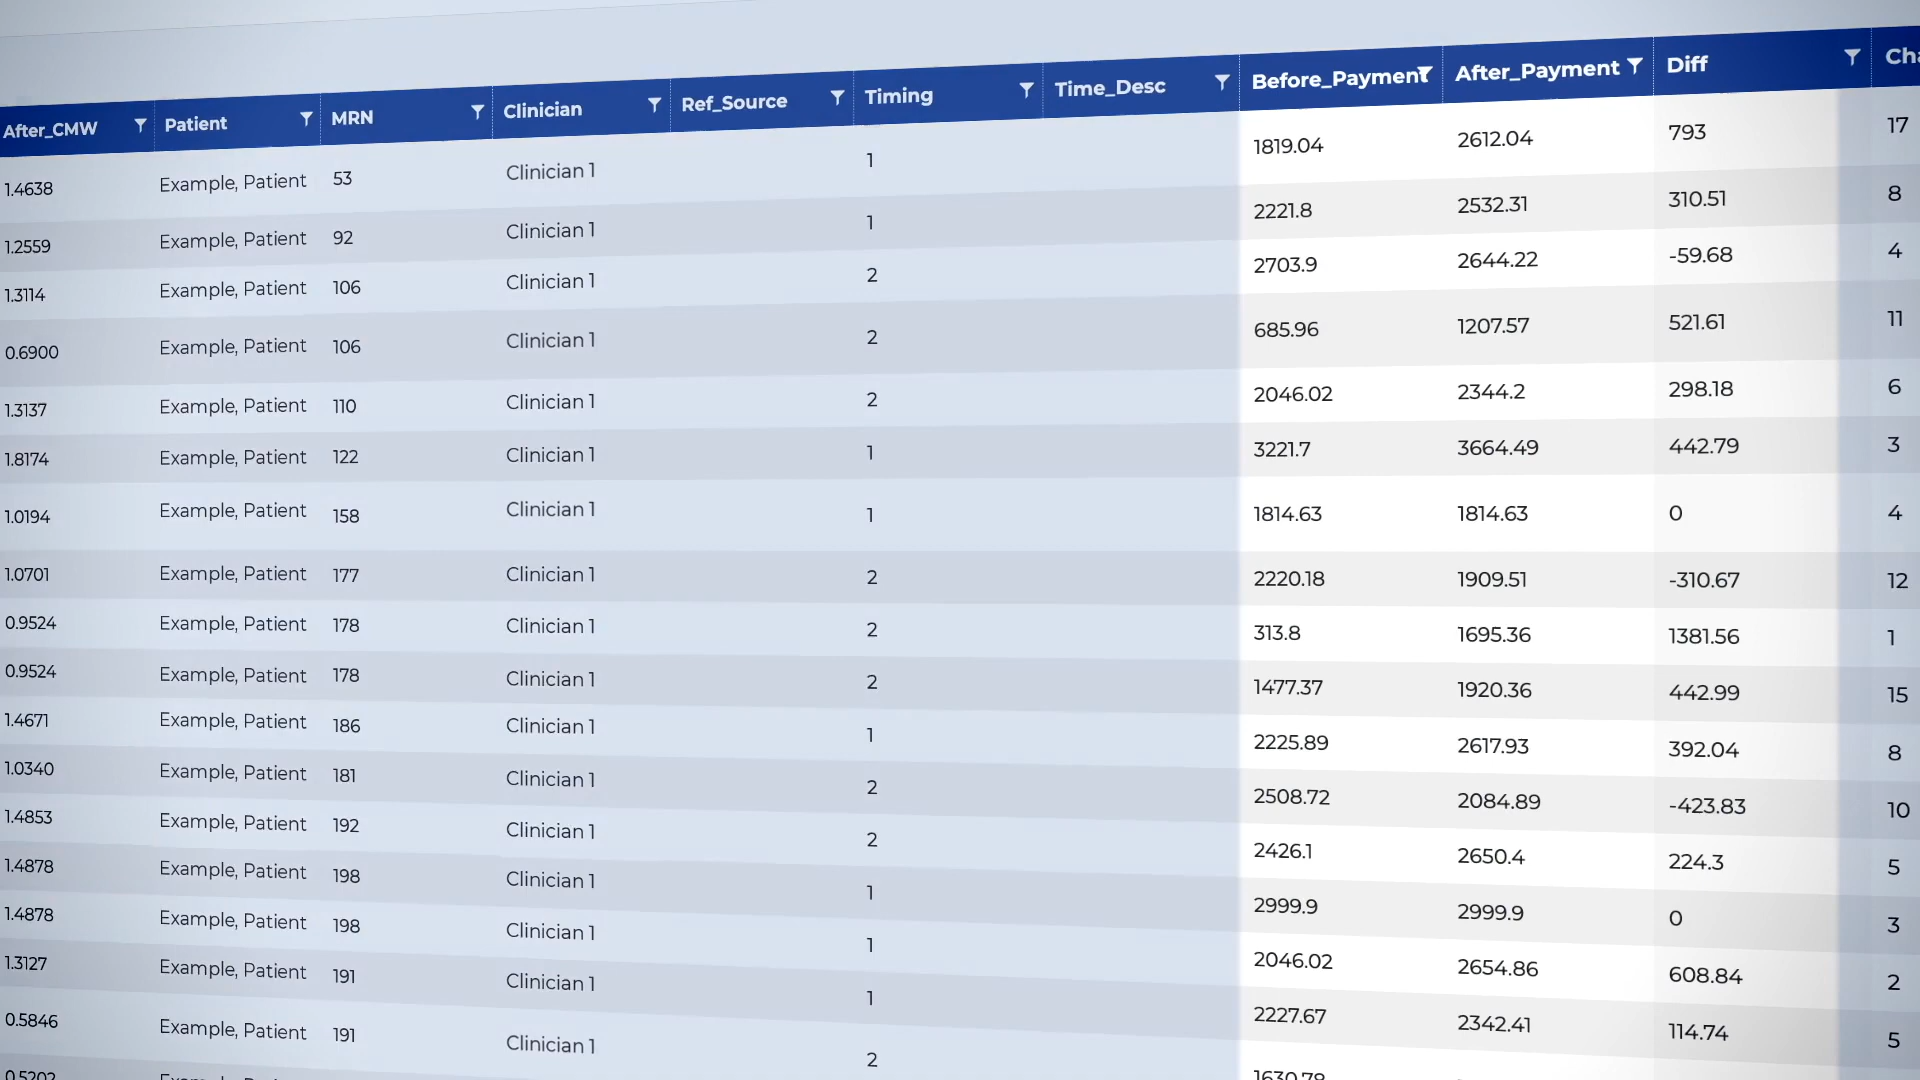 After_CMW Patient MRN Clinician Ref_Source Timing Time_Desc Before_Payment After_Payment Diff
1.4638 Example, Patient 53 Clinician 1 1 1819.04 2612.04 793 17
1.2559 Example, Patient 92 Clinician 1 1 2221.8 2532.31 310.51 8
1.3114 Example, Patient 106 Clinician 1 2 2703.9 2644.22 -59.68 4
0.6900 Example, Patient 106 Clinician 1 2 685.96 1207.57 521.61 11
1.3137 Example, Patient 110 Clinician 1 2 2046.02 2344.2 298.18 6
1.8174 Example, Patient 122 Clinician 1 1 3221.7 3664.49 442.79 3
1.0194 Example, Patient 158 Clinician 1 1 1814.63 1814.63 0 4
1.0701 Example, Patient 177 Clinician 1 2 2220.18 1909.51 -310.67 12
0.9524 Example, Patient 178 Clinician 1 2 313.8 1695.36 1381.56 1
0.9524 Example, Patient 178 Clinician 1 2 1477.37 1920.36 442.99 15
1.4671 Example, Patient 186 Clinician 1 1 2225.89 2617.93 392.04 8
1.0340 Example, Patient 181 Clinician 1 2 2508.72 2084.89 -423.83 10
1.4853 Example, Patient 192 Clinician 1 2 2426.1 2650.4 224.3 5
1.4878 Example, Patient 198 Clinician 1 1 2999.9 2999.9 0 3
1.4878 Example, Patient 198 Clinician 1 1 2046.02 2654.86 608.84 2
1.3127 Example, Patient 191 Clinician 1 1 2227.67 2342.41 114.74 5
0.5846 Example, Patient 191 Clinician 1 2